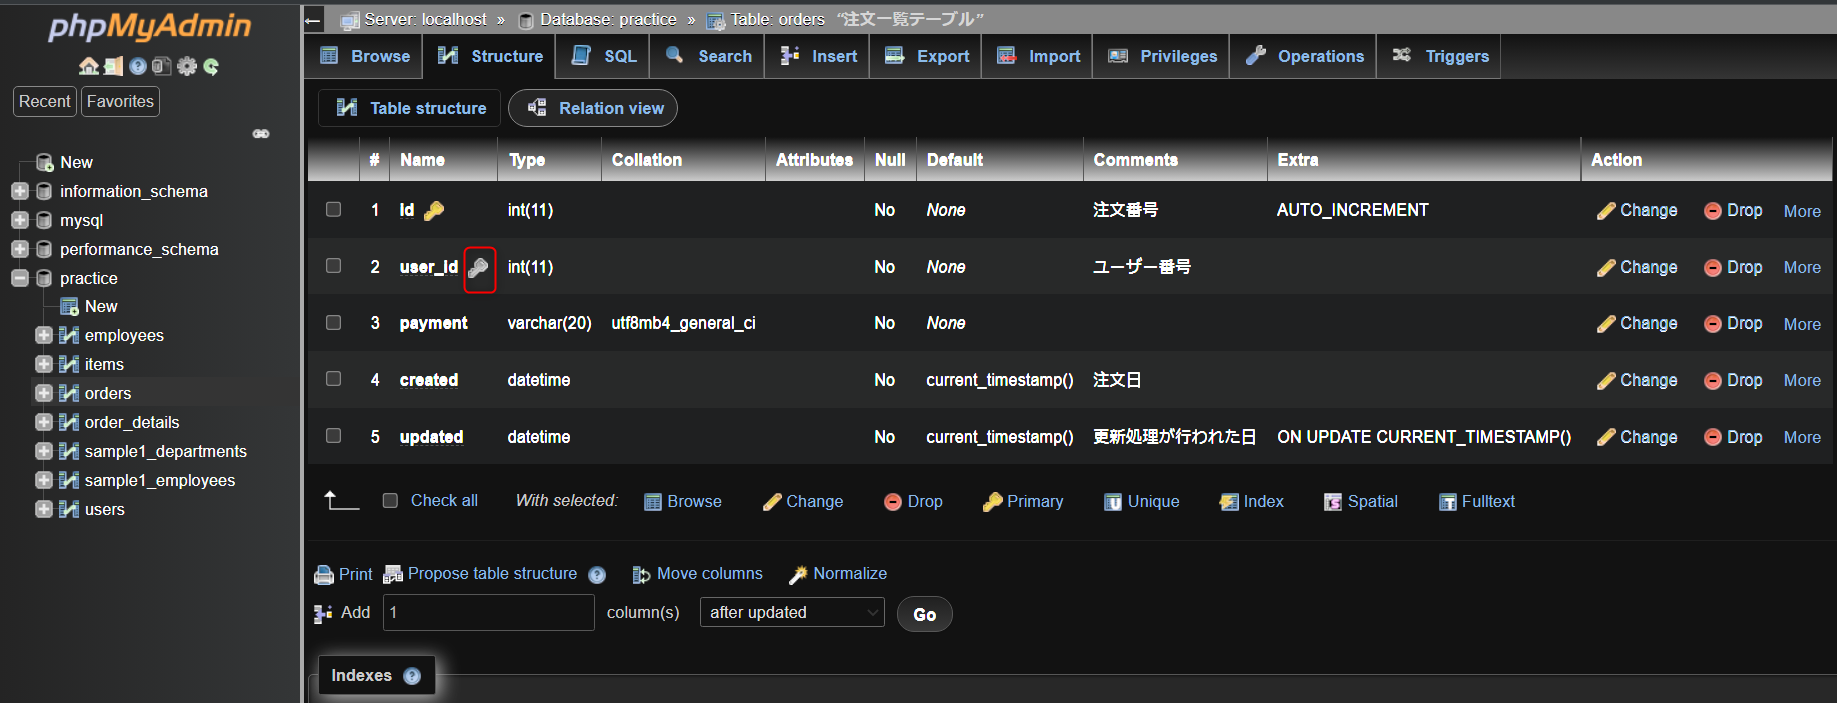 phpMyAdmin
Recent Favorites
New
information_schema
mysql
performance_schema
practice
New
employees
items
orders
order_details
sample1_departments
sample1_employees
users
← Server: localhost » Database: practice » Table: orders “注文一覧テーブル”
Browse Structure SQL Search Insert Export Import Privileges Operations Triggers
Table structure Relation view
# Name Type Collation Attributes Null Default Comments Extra Action
1 id int(11) No None 注文番号 AUTO_INCREMENT Change Drop More
2 user_id int(11) No None ユーザー番号 Change Drop More
3 payment varchar(20) utf8mb4_general_ci No None Change Drop More
4 created datetime No current_timestamp() 注文日 Change Drop More
5 updated datetime No current_timestamp() 更新処理が行われた日 ON UPDATE CURRENT_TIMESTAMP() Change Drop More
Check all With selected: Browse Change Drop Primary Unique Index Spatial Fulltext
Print Propose table structure Move columns Normalize
Add 1 column(s) after updated Go
Indexes